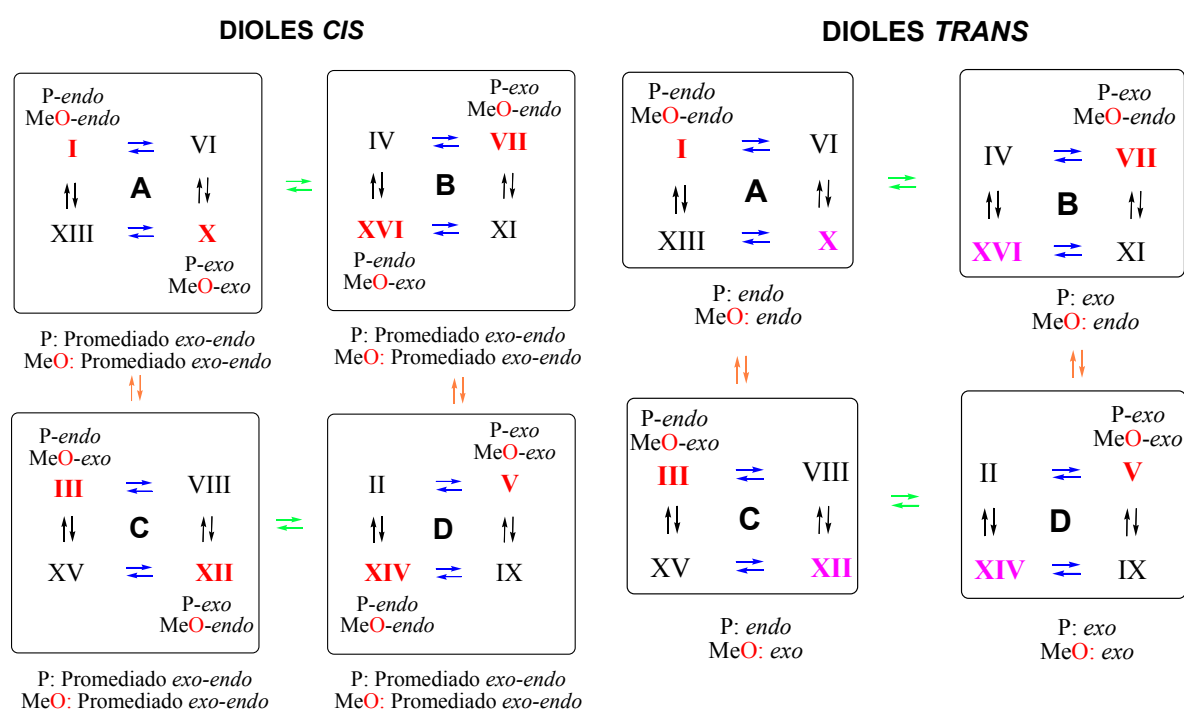 DIOLES CIS
P-endo
MeO-endo
I
VI
A
XIII
X
P-exo
MeO-exo
P: Promediado exo-endo
MeO: Promediado exo-endo
P-exo
MeO-endo
IV
VII
B
XVI
XI
P-endo
MeO-exo
P: Promediado exo-endo
MeO: Promediado exo-endo
P-endo
MeO-exo
III
VIII
C
XV
XII
P-exo
MeO-endo
P: Promediado exo-endo
MeO: Promediado exo-endo
P-exo
MeO-exo
II
V
D
XIV
IX
P-endo
MeO-endo
P: Promediado exo-endo
MeO: Promediado exo-endo
DIOLES TRANS
P-endo
MeO-endo
I
VI
A
XIII
X
P: endo
MeO: endo
P-exo
MeO-endo
IV
VII
B
XVI
XI
P: exo
MeO: endo
P-endo
MeO-exo
III
VIII
C
XV
XII
P: endo
MeO: exo
P-exo
MeO-exo
II
V
D
XIV
IX
P: exo
MeO: exo